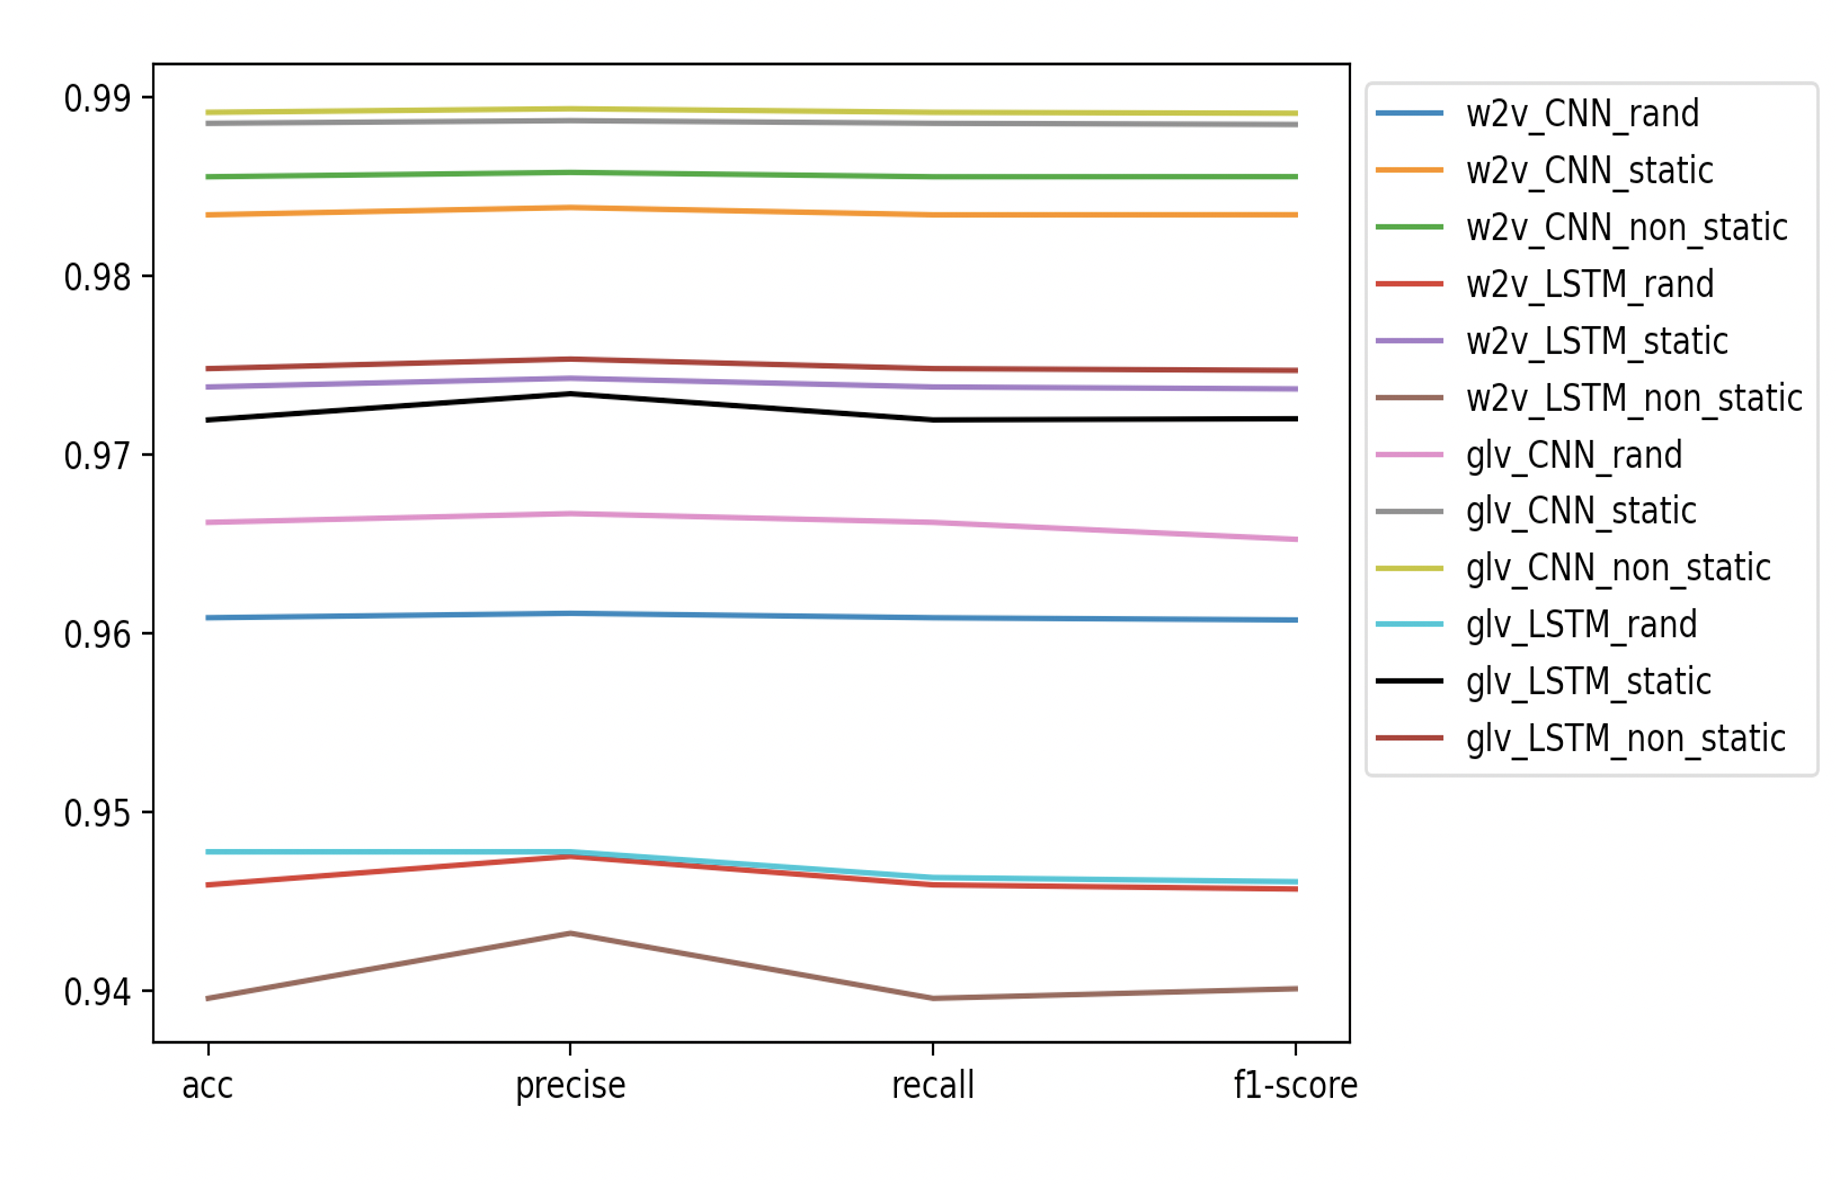 0.99
0.98
0.97
0.96
0.95
0.94
acc
precise
recall
f1-score
w2v_CNN_rand
w2v_CNN_static
w2v_CNN_non_static
w2v_LSTM_rand
w2v_LSTM_static
w2v_LSTM_non_static
glv_CNN_rand
glv_CNN_static
glv_CNN_non_static
glv_LSTM_rand
glv_LSTM_static
glv_LSTM_non_static